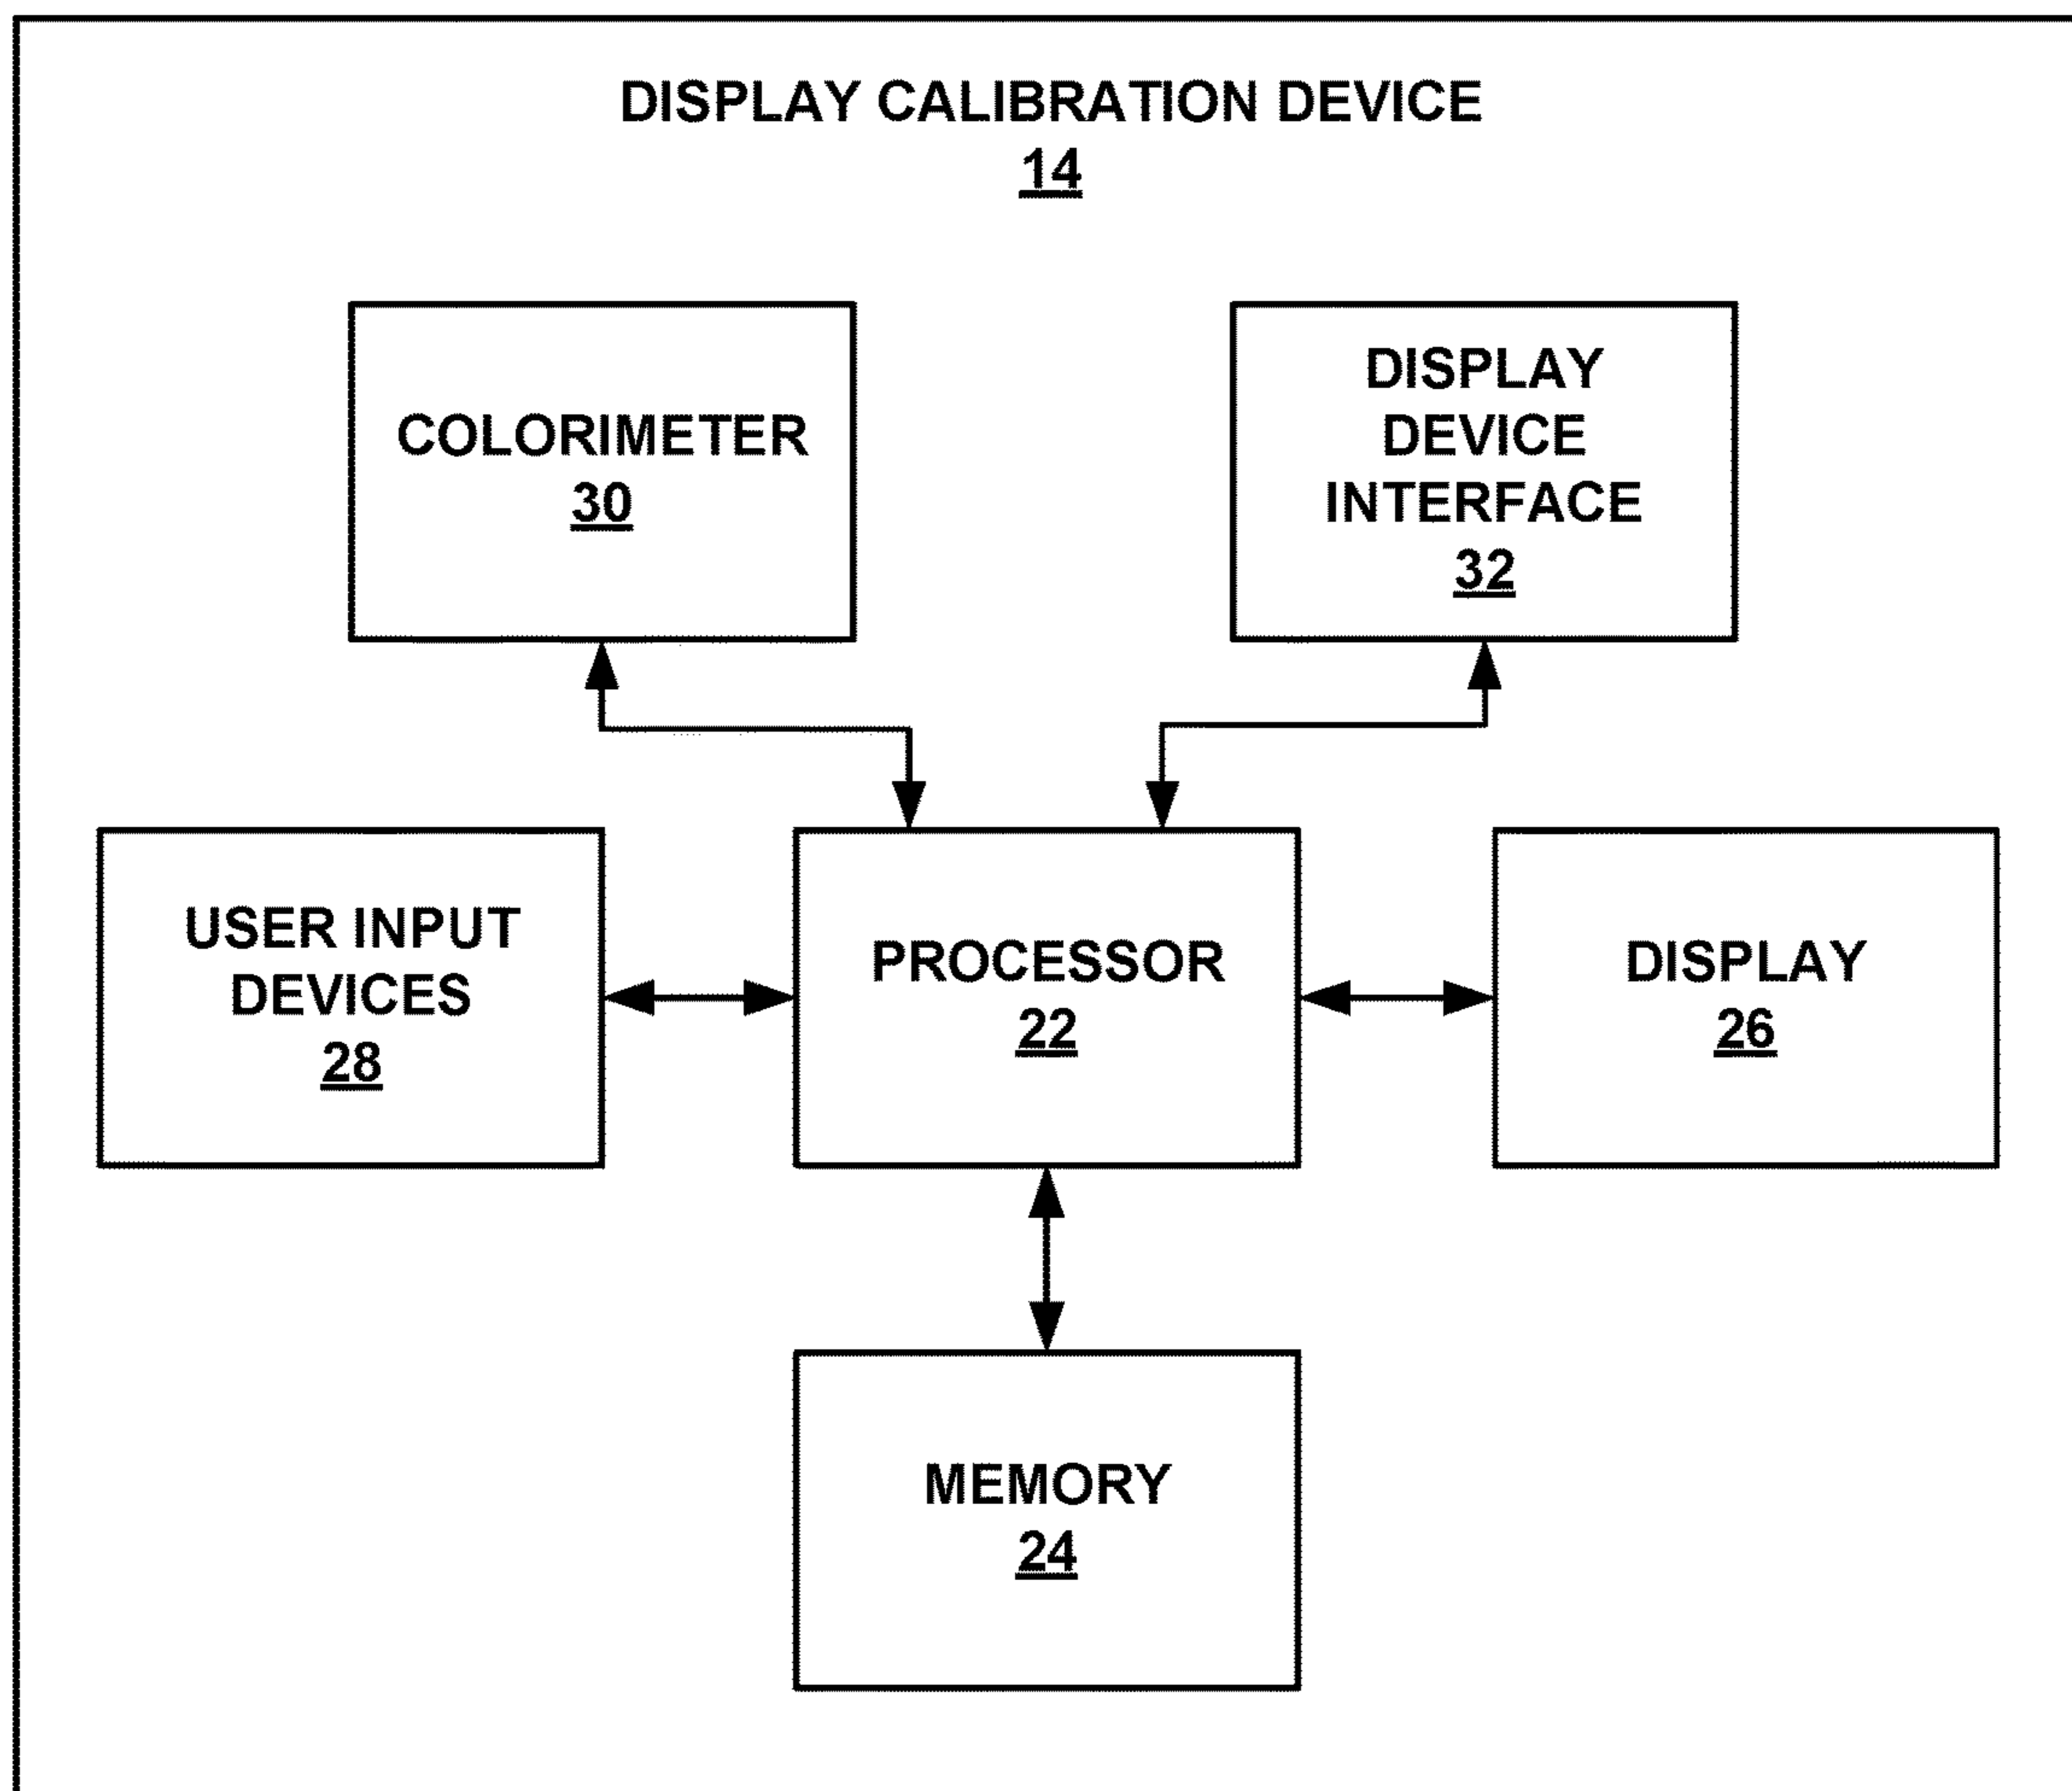 DISPLAY CALIBRATION DEVICE
14
COLORIMETER
30
DISPLAY
DEVICE
INTERFACE
32
USER INPUT
DEVICES
28
PROCESSOR
22
DISPLAY
26
MEMORY
24